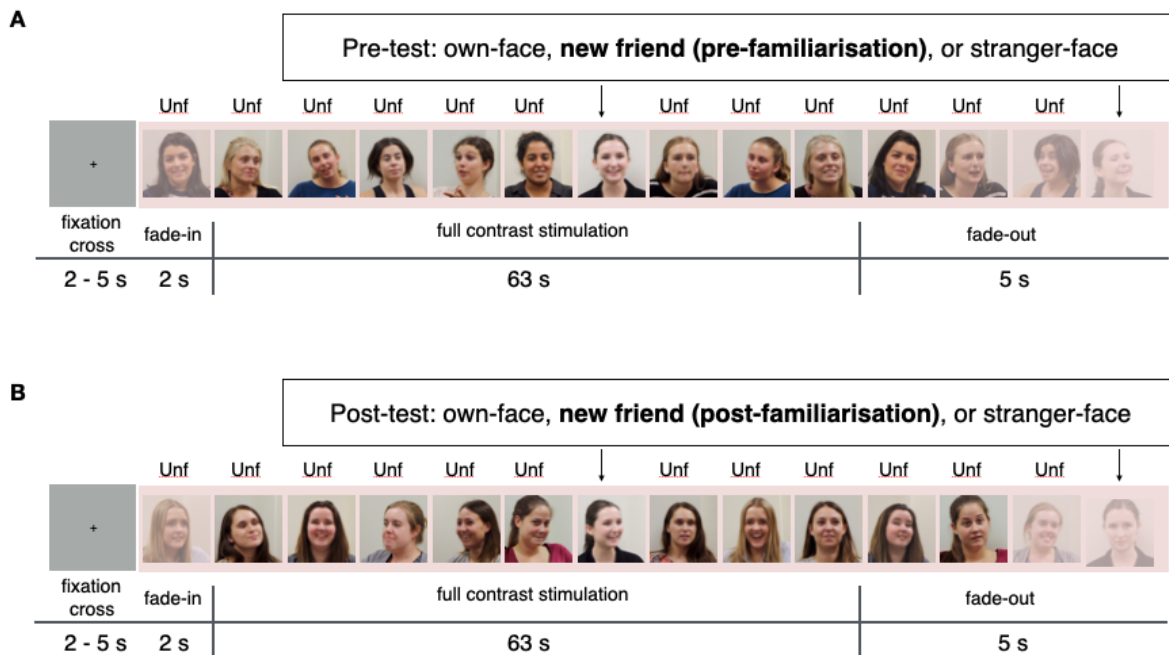 A
Pre-test: own-face, new friend (pre-familiarisation), or stranger-face
Unf Unf Unf Unf Unf Unf Unf Unf Unf Unf Unf Unf
+
fixation
cross
fade-in
full contrast stimulation
fade-out
2 - 5 s
2 s
63 s
5 s
B
Post-test: own-face, new friend (post-familiarisation), or stranger-face
Unf Unf Unf Unf Unf Unf Unf Unf Unf Unf Unf Unf
+
fixation
cross
fade-in
full contrast stimulation
fade-out
2 - 5 s
2 s
63 s
5 s